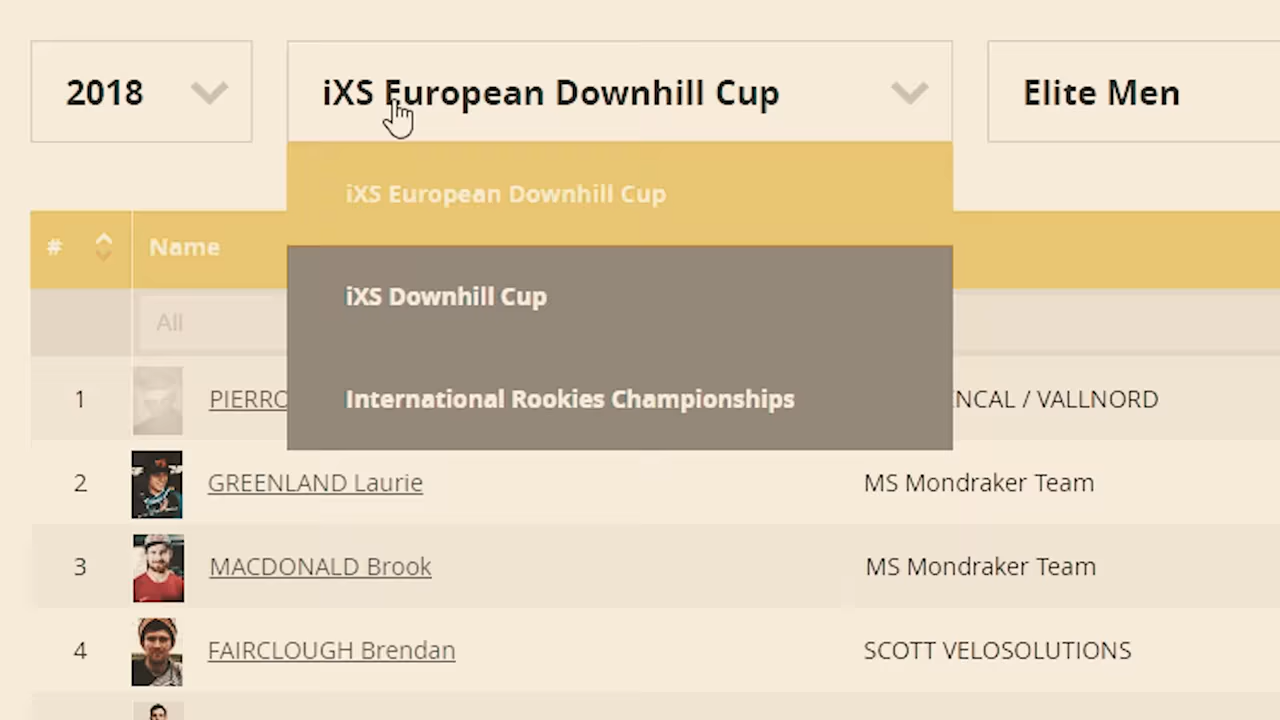 2018
iXS European Downhill Cup
Elite Men
iXS European Downhill Cup
# Name
iXS Downhill Cup
All
International Rookies Championships
1 PIERRO ENCAL / VALLNORD
2 GREENLAND Laurie MS Mondraker Team
3 MACDONALD Brook MS Mondraker Team
4 FAIRCLOUGH Brendan SCOTT VELOSOLUTIONS